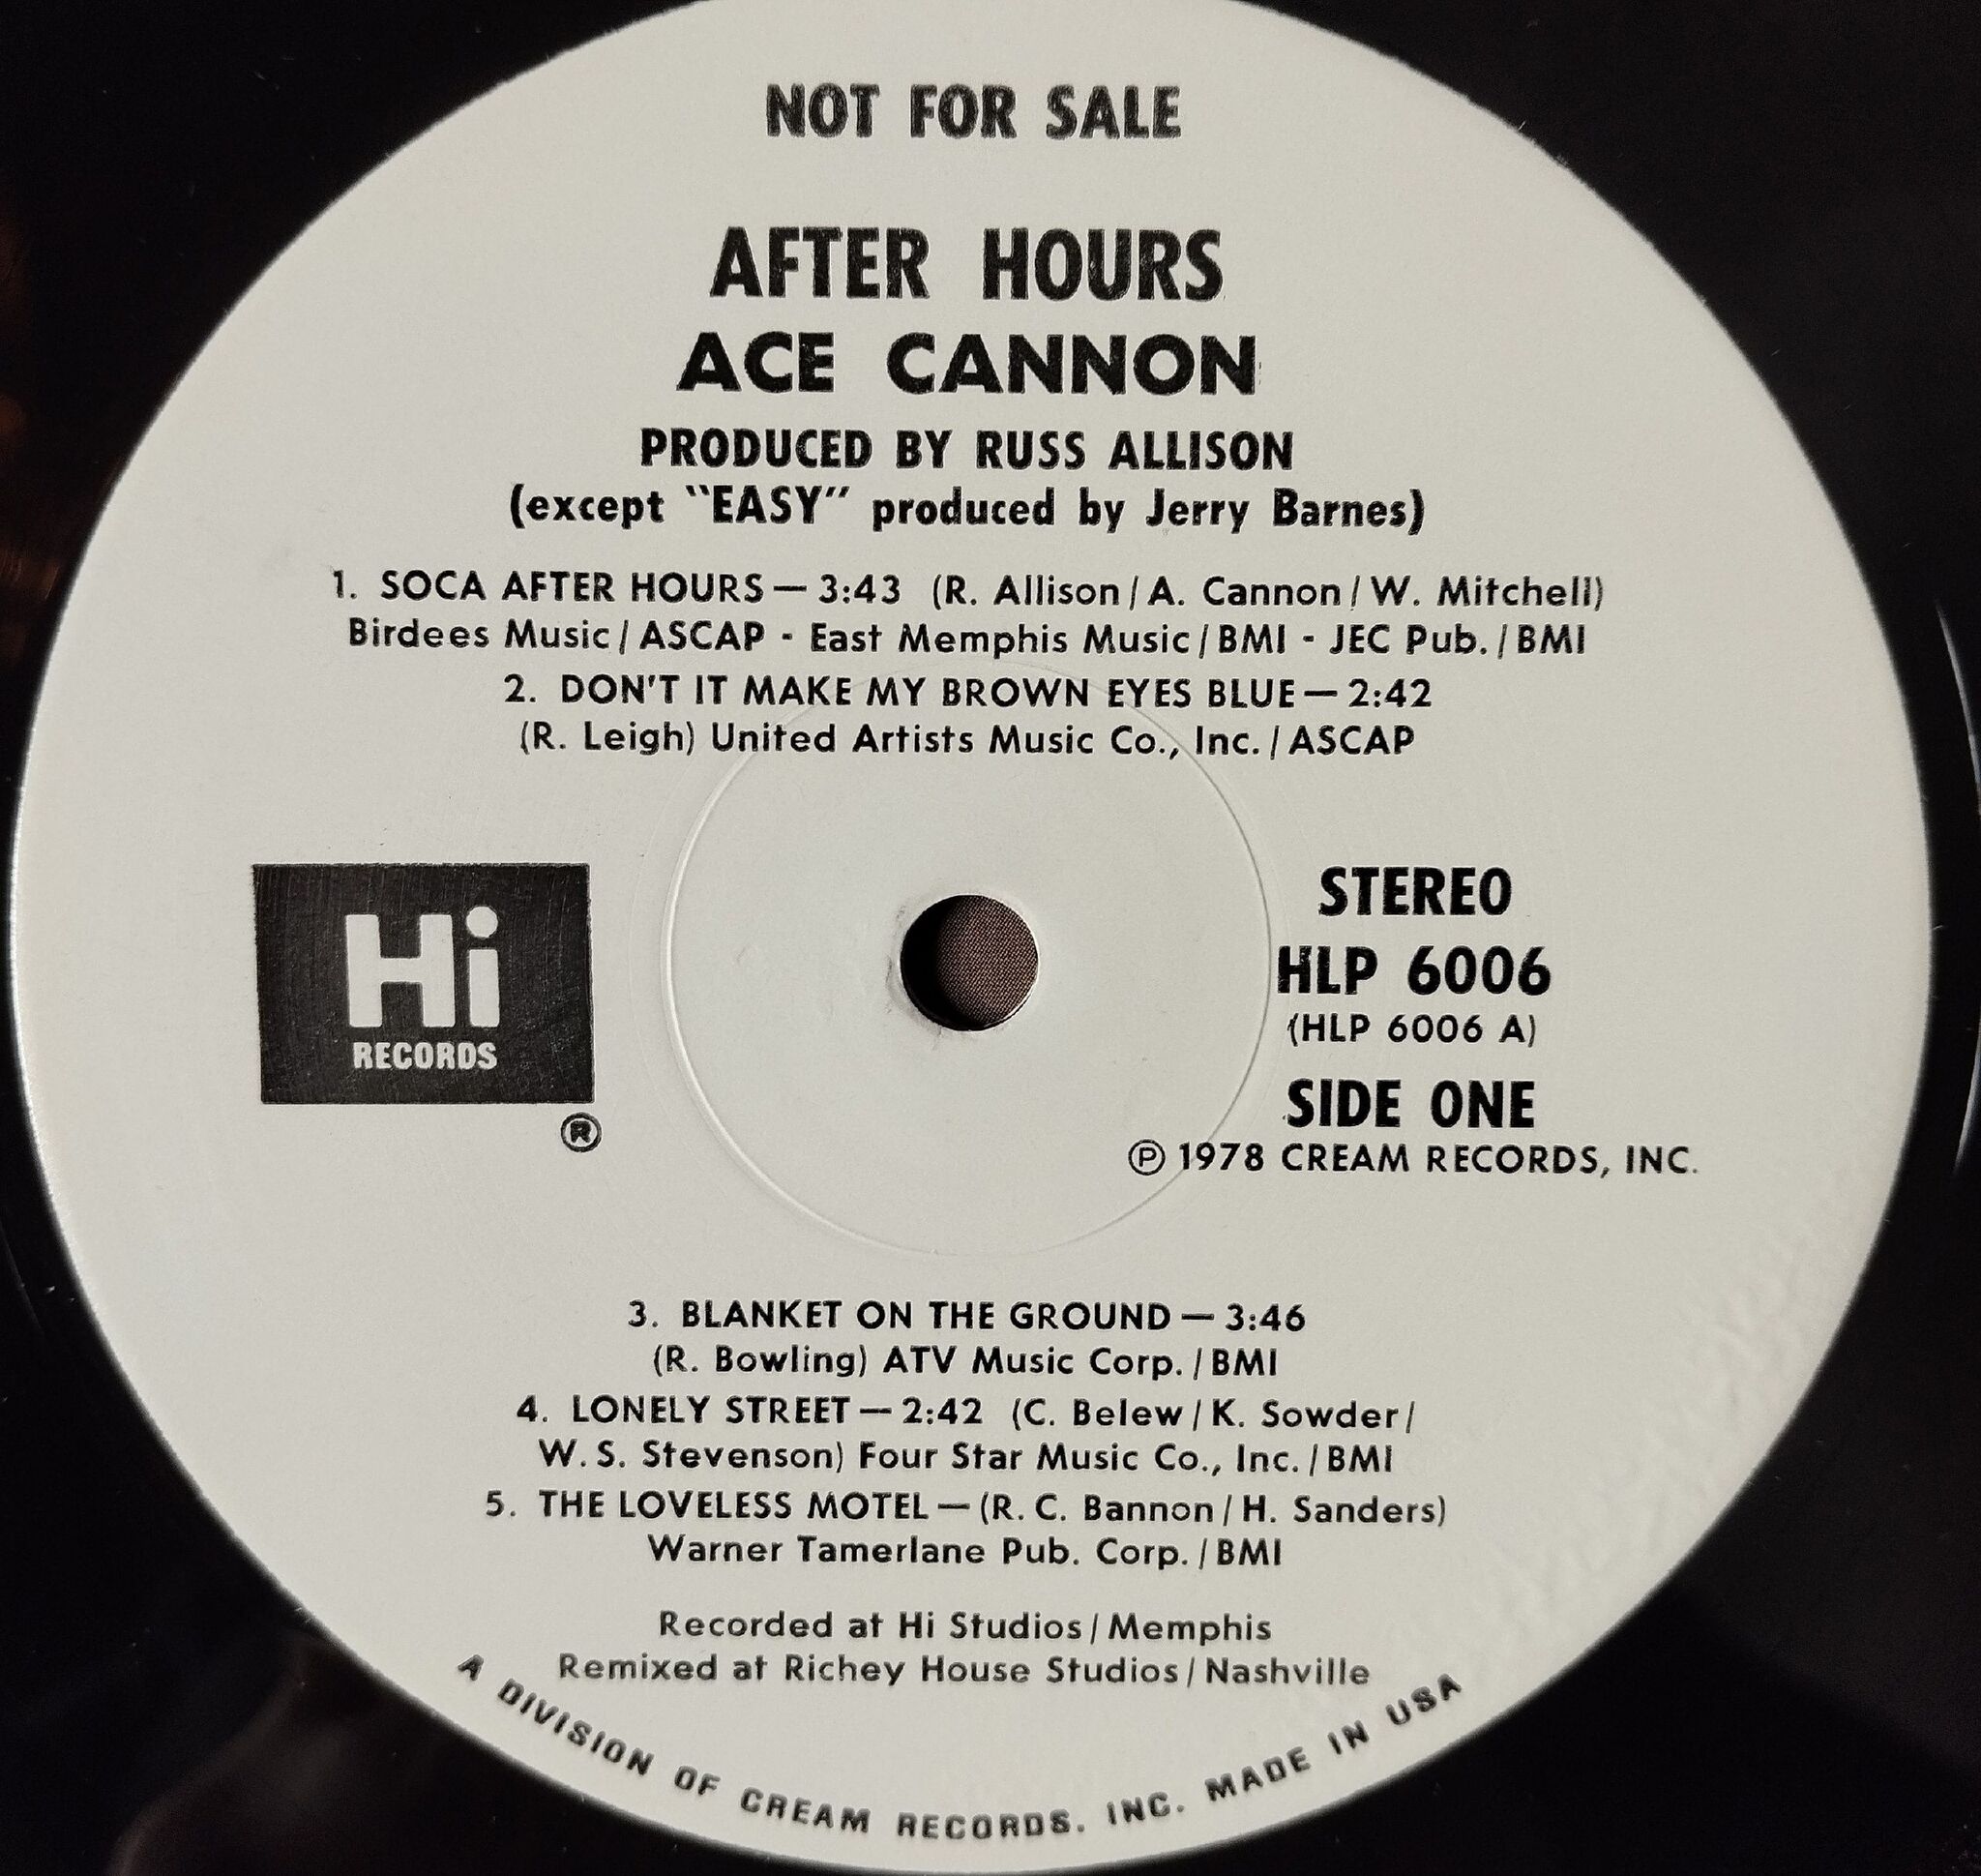 NOT FOR SALE
AFTER HOURS
ACE CANNON
PRODUCED BY RUSS ALLISON
(except "EASY" produced by Jerry Barnes)
1. SOCA AFTER HOURS — 3:43 (R. Allison/A. Cannon/W. Mitchell)
Birdees Music/ASCAP - East Memphis Music/BMI - JEC Pub./BMI
2. DON'T IT MAKE MY BROWN EYES BLUE — 2:42
(R. Leigh) United Artists Music Co., Inc./ASCAP
Hi
RECORDS
®
STEREO
HLP 6006
(HLP 6006 A)
SIDE ONE
℗ 1978 CREAM RECORDS, INC.
3. BLANKET ON THE GROUND — 3:46
(R. Bowling) ATV Music Corp./BMI
4. LONELY STREET — 2:42 (C. Belew/K. Sowder/
W. S. Stevenson) Four Star Music Co., Inc./BMI
5. THE LOVELESS MOTEL — (R. C. Bannon/H. Sanders)
Warner Tamerlane Pub. Corp./BMI
Recorded at Hi Studios/Memphis
Remixed at Richey House Studios/Nashville
A DIVISION OF CREAM RECORDS. INC. MADE IN USA